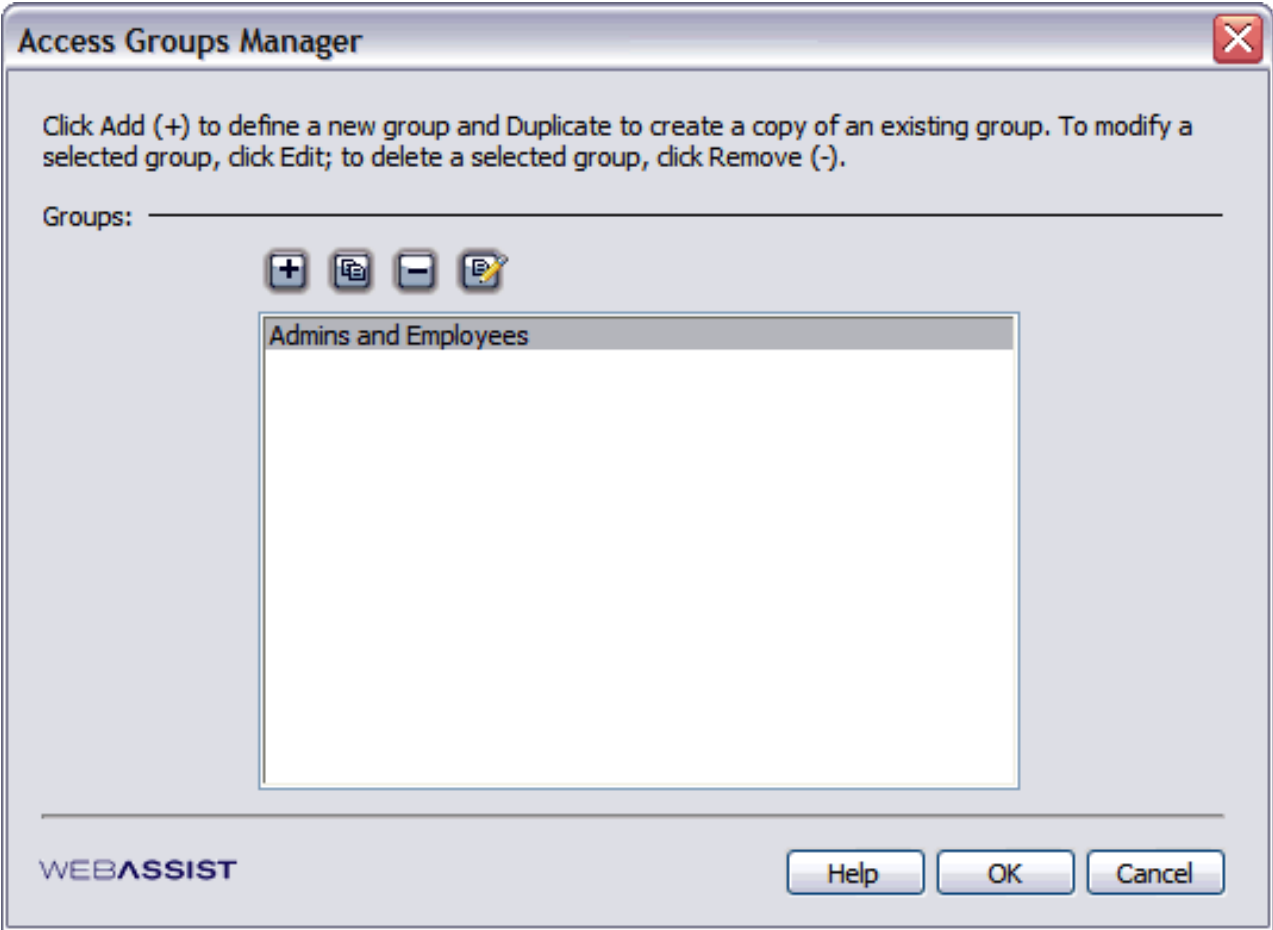 Access Groups Manager
Click Add (+) to define a new group and Duplicate to create a copy of an existing group. To modify a
selected group, click Edit; to delete a selected group, click Remove (-).
Groups:
Admins and Employees
WEBASSIST
Help
OK
Cancel